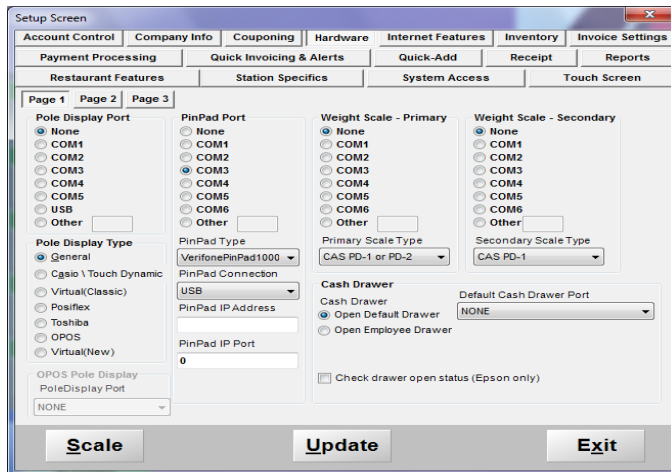 Setup Screen
Account Control Company Info Couponing Hardware Internet Features Inventory Invoice Settings
Payment Processing Quick Invoicing & Alerts Quick-Add Receipt Reports
Restaurant Features Station Specifics System Access Touch Screen
Page 1 Page 2 Page 3
Pole Display Port
None
COM1
COM2
COM3
COM4
COM5
USB
Other
Pole Display Type
General
Casio \ Touch Dynamic
Virtual(Classic)
Posiflex
Toshiba
OPOS
Virtual(New)
OPOS Pole Display
PoleDisplay Port
NONE
PinPad Port
None
COM1
COM2
COM3
COM4
COM5
COM6
Other
PinPad Type
VerifonePinPad1000
PinPad Connection
USB
PinPad IP Address
PinPad IP Port
0
Weight Scale - Primary
None
COM1
COM2
COM3
COM4
COM5
COM6
Other
Primary Scale Type
CAS PD-1 or PD-2
Weight Scale - Secondary
None
COM1
COM2
COM3
COM4
COM5
COM6
Other
Secondary Scale Type
CAS PD-1
Cash Drawer
Cash Drawer
Open Default Drawer
Open Employee Drawer
Default Cash Drawer Port
NONE
Check drawer open status (Epson only)
Scale Update Exit